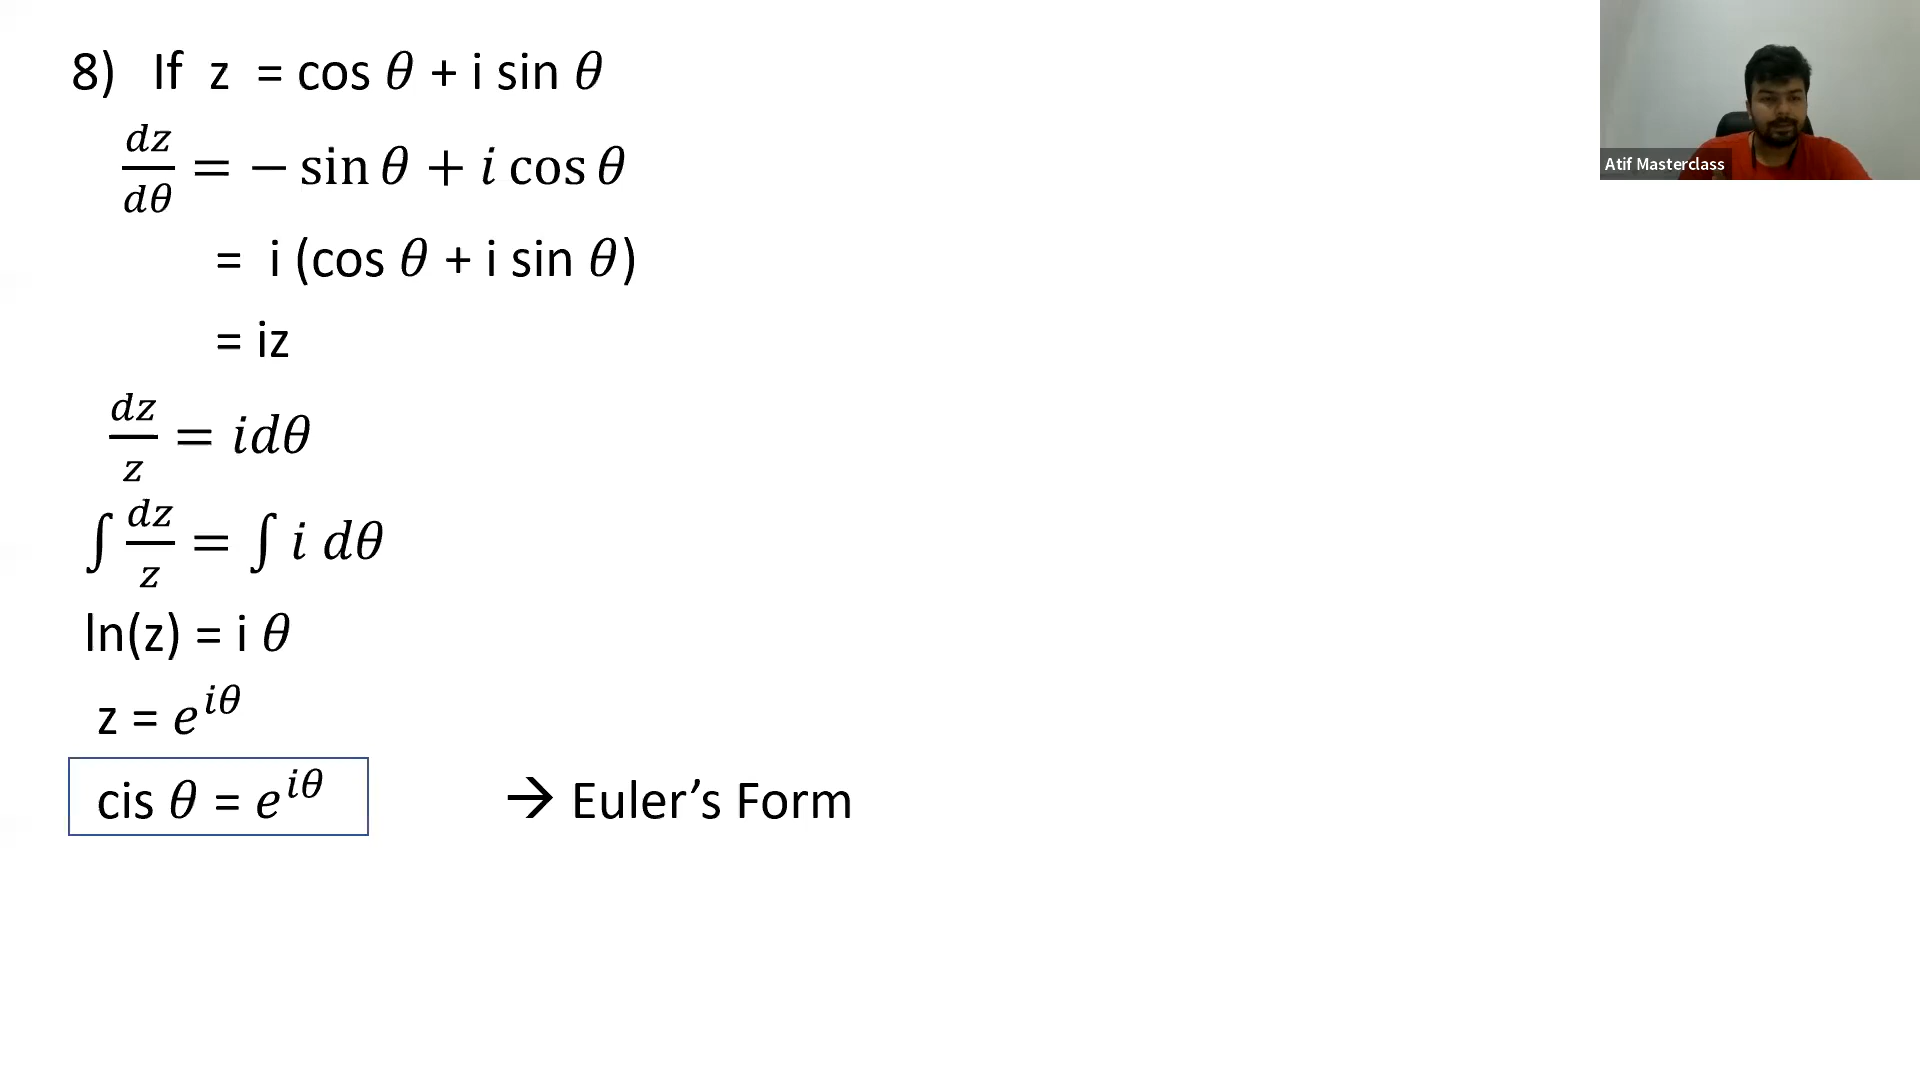 8) If z = cos θ + i sin θ
dz/dθ = − sin θ + i cos θ
= i (cos θ + i sin θ)
= iz
dz/z = idθ
∫ dz/z = ∫ i dθ
ln(z) = i θ
z = e^{iθ}
cis θ = e^{iθ} → Euler’s Form
Atif Masterclass